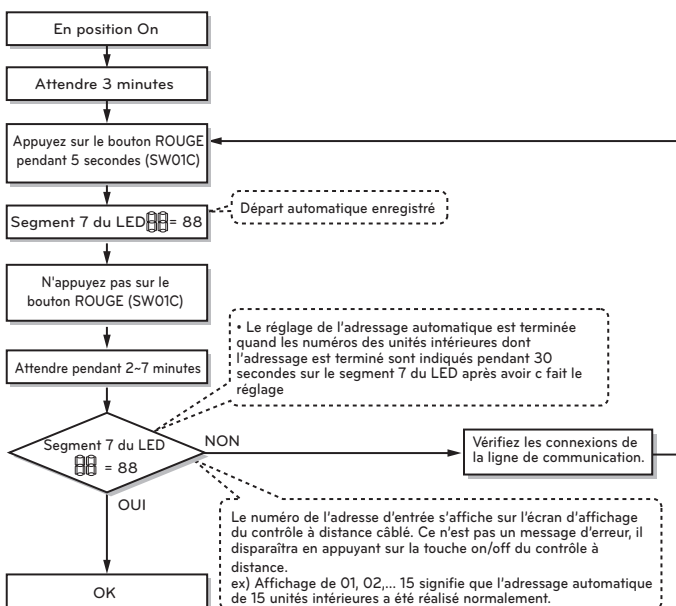 En position On
Attendre 3 minutes
Appuyez sur le bouton ROUGE
pendant 5 secondes (SW01C)
Segment 7 du LED 88 = 88
Départ automatique enregistré
N'appuyez pas sur le
bouton ROUGE (SW01C)
• Le réglage de l'adressage automatique est terminée
quand les numéros des unités intérieures dont
l'adressage est terminé sont indiqués pendant 30
secondes sur le segment 7 du LED après avoir c fait le
réglage
Attendre pendant 2~7 minutes
Segment 7 du LED
88 = 88
NON
Vérifiez les connexions de
la ligne de communication.
OUI
Le numéro de l'adresse d'entrée s'affiche sur l'écran d'affichage
du contrôle à distance câblé. Ce n'est pas un message d'erreur, il
disparaîtra en appuyant sur la touche on/off du contrôle à
distance.
ex) Affichage de 01, 02,... 15 signifie que l'adressage automatique
de 15 unités intérieures a été réalisé normalement.
OK